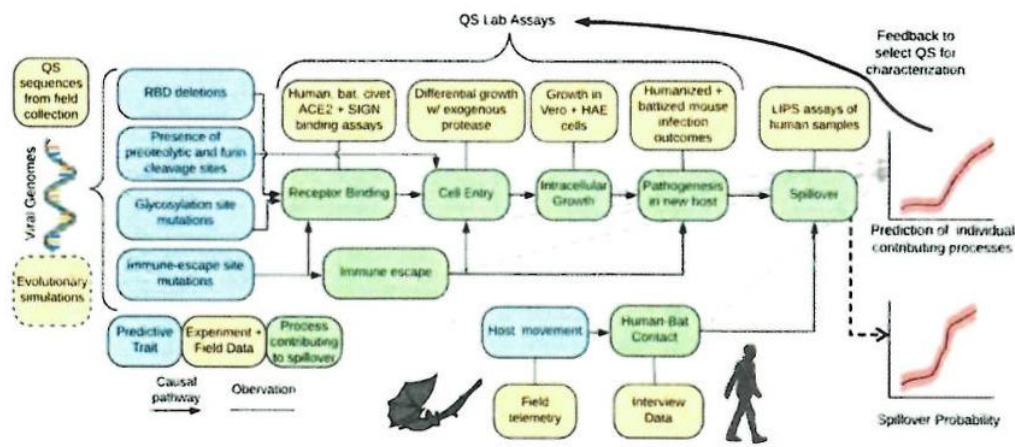 QS Lab Assays
Feedback to
select QS for
characterization
QS
sequences
from field
collection
Viral Genomes
Evolutionary
simulations
RBD deletions
Presence of
preoteolytic and furin
cleavage sites
Glycosylation site
mutations
Immune-escape site
mutations
Human. bat. civet
ACE2 + SIGN
binding assays
Differential growth
w/ exogenous
protease
Growth in
Vero + HAE
cells
Humanized +
batized mouse
infection
outcomes
LIPS assays of
human samples
Receptor Binding
Cell Entry
Intracellular
Growth
Pathogenesis
in new host
Spillover
Immune escape
Prediction of individual
contributing processes
Predictive
Trait
Experiment +
Field Data
Process
contributing
to spillover
Causal
pathway
Obervation
Host movement
Human-Bat
Contact
Field
telemetry
Interview
Data
Spillover Probability